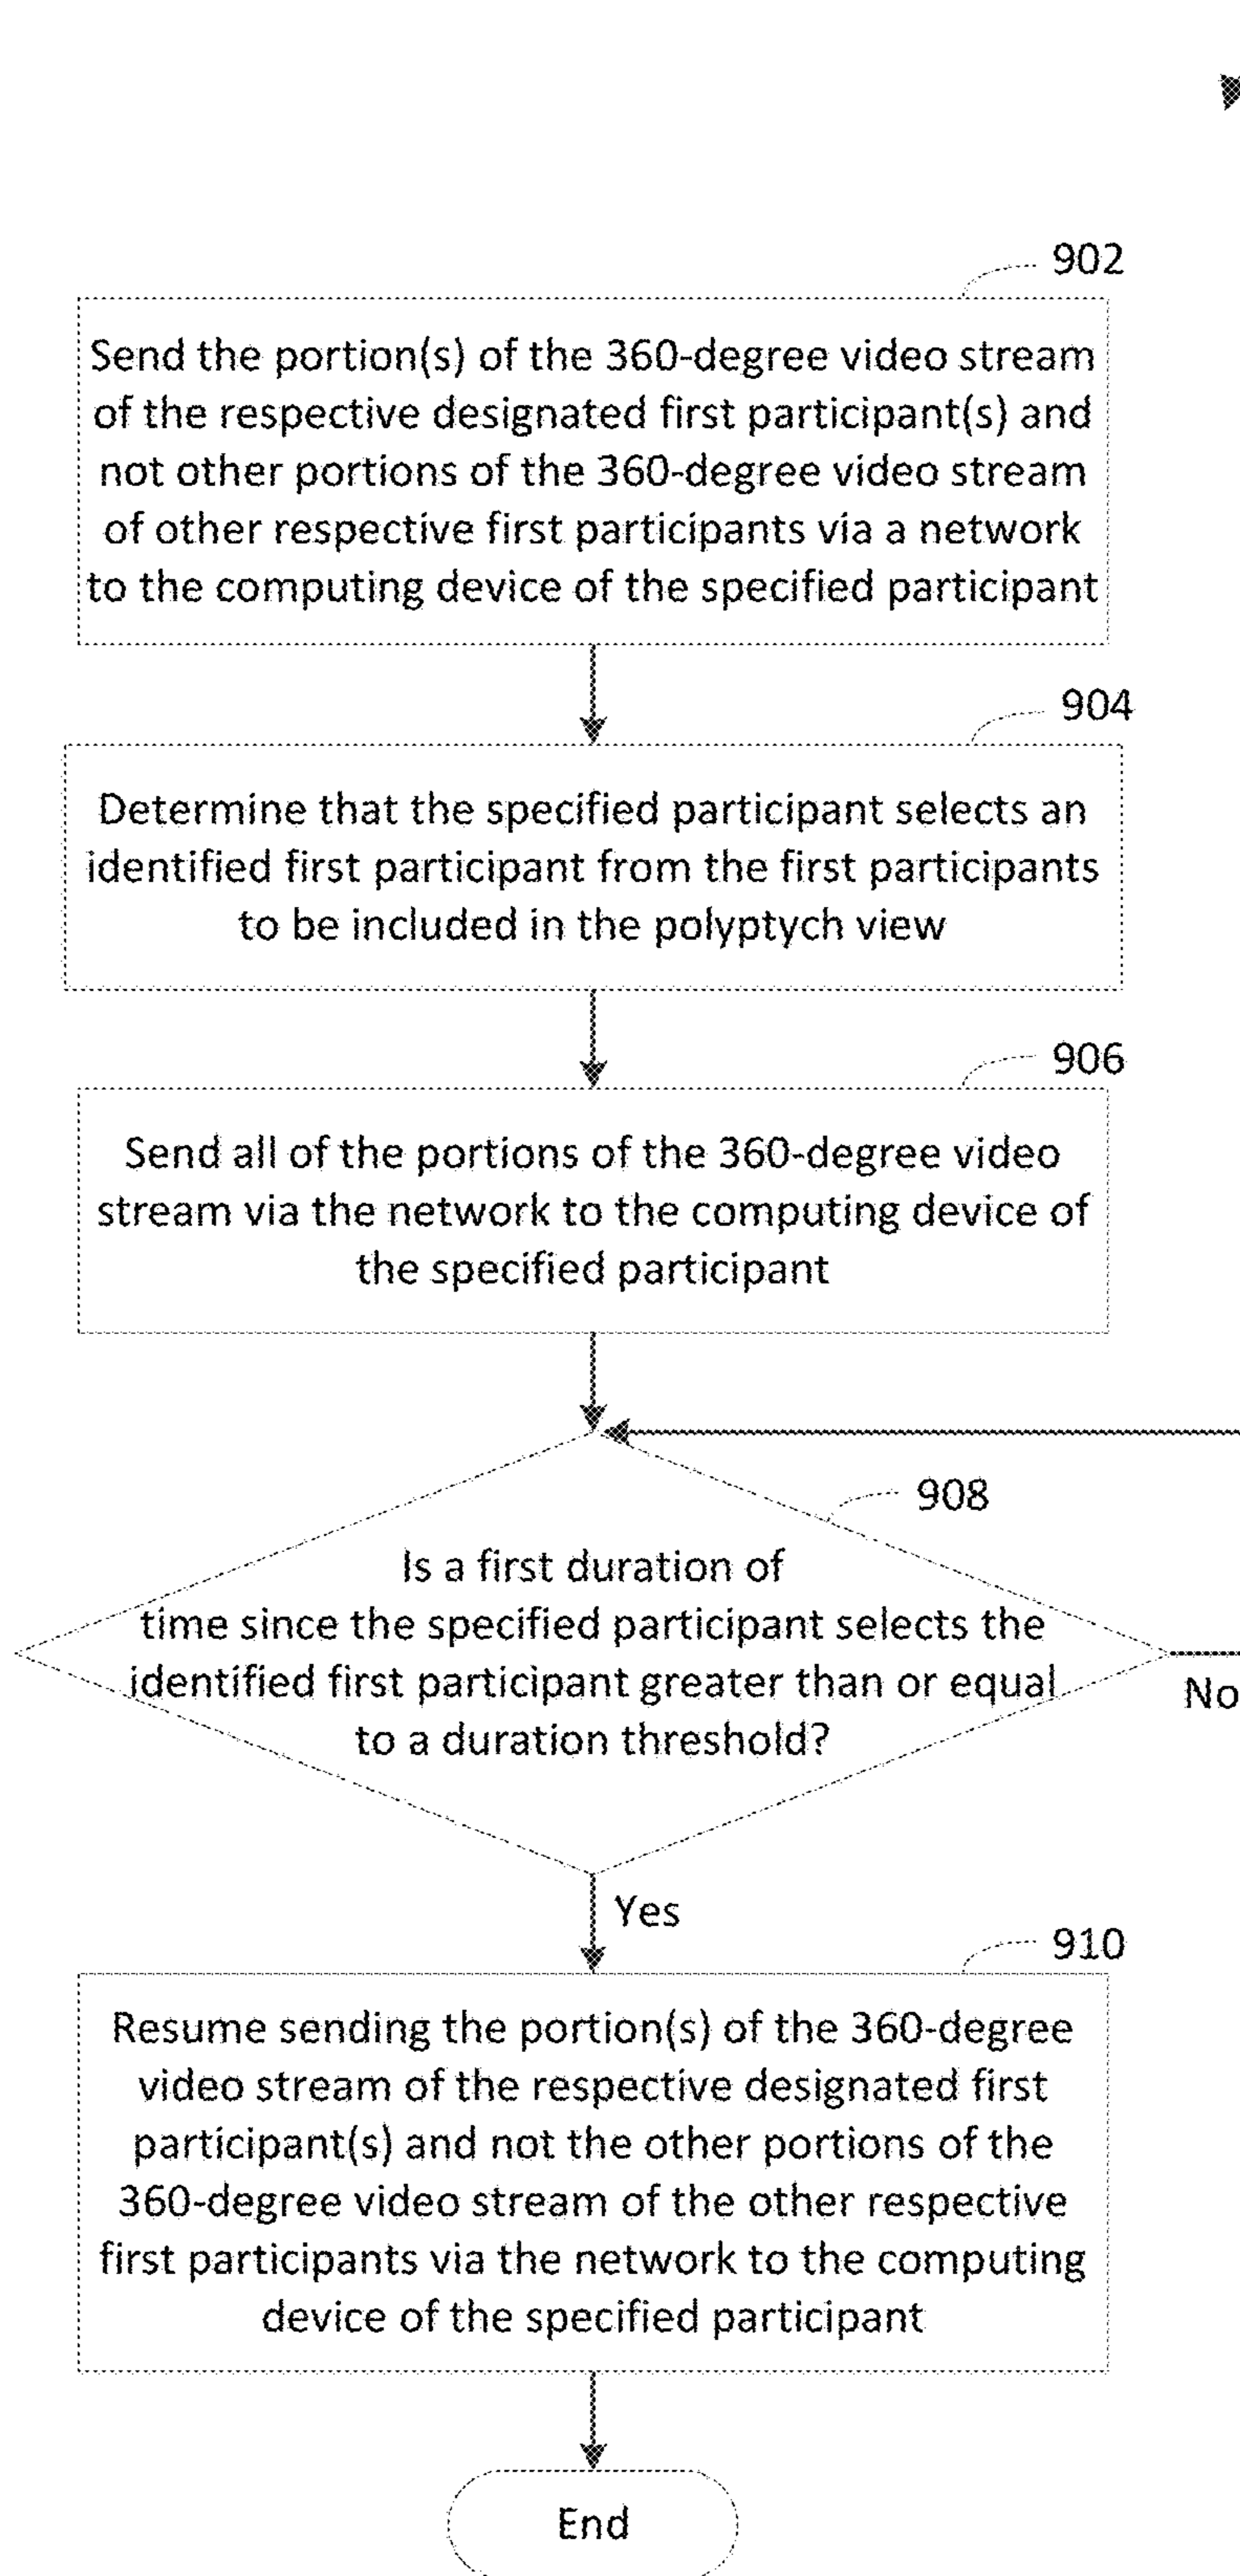 902
Send the portion(s) of the 360-degree video stream
of the respective designated first participant(s) and
not other portions of the 360-degree video stream
of other respective first participants via a network
to the computing device of the specified participant
904
Determine that the specified participant selects an
identified first participant from the first participants
to be included in the polyptych view
906
Send all of the portions of the 360-degree video
stream via the network to the computing device of
the specified participant
908
Is a first duration of
time since the specified participant selects the
identified first participant greater than or equal
to a duration threshold?
No
Yes
910
Resume sending the portion(s) of the 360-degree
video stream of the respective designated first
participant(s) and not the other portions of the
360-degree video stream of the other respective
first participants via the network to the computing
device of the specified participant
End